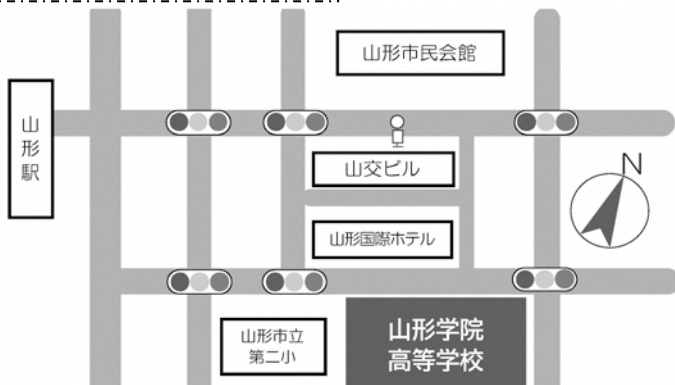 山形市民会館
山形駅
山交ビル
N
山形国際ホテル
山形市立
第二小
山形学院
高等学校